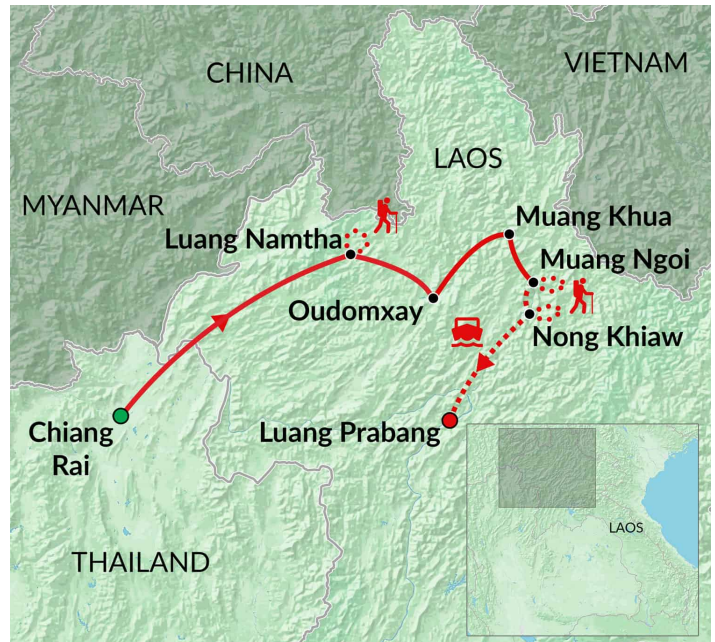 CHINA
VIETNAM
LAOS
MYANMAR
Luang Namtha
Muang Khua
Muang Ngoi
Oudomxay
Nong Khiaw
Chiang
Rai
Luang Prabang
THAILAND
LAOS